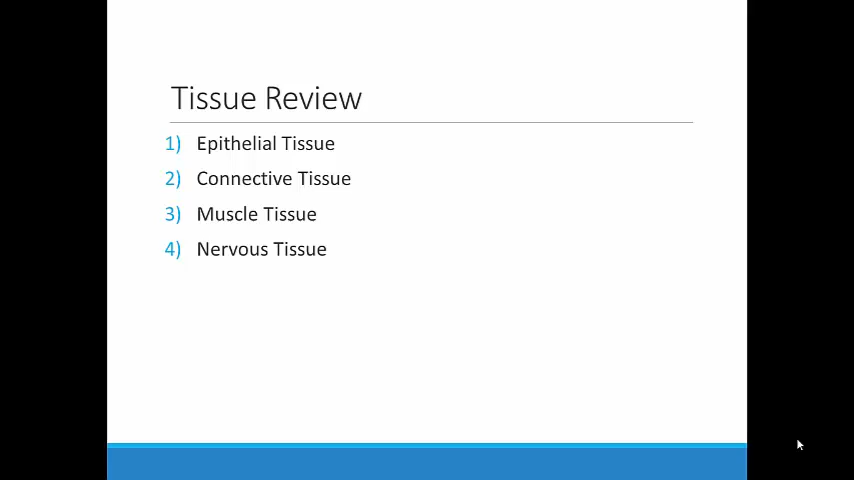 Tissue Review
1) Epithelial Tissue
2) Connective Tissue
3) Muscle Tissue
4) Nervous Tissue